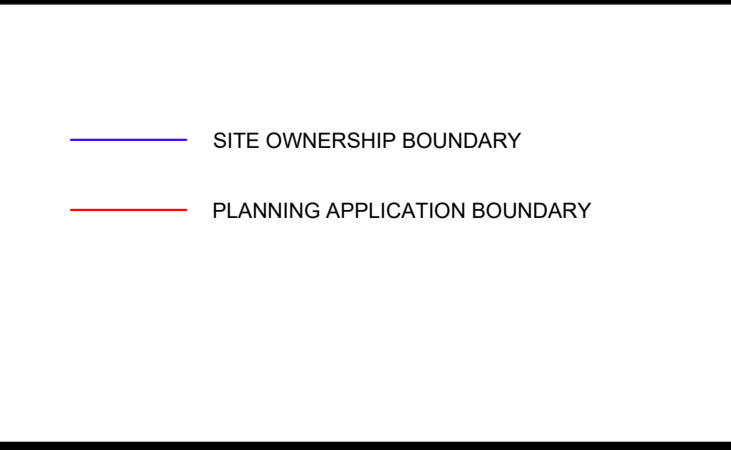 SITE OWNERSHIP BOUNDARY
PLANNING APPLICATION BOUNDARY